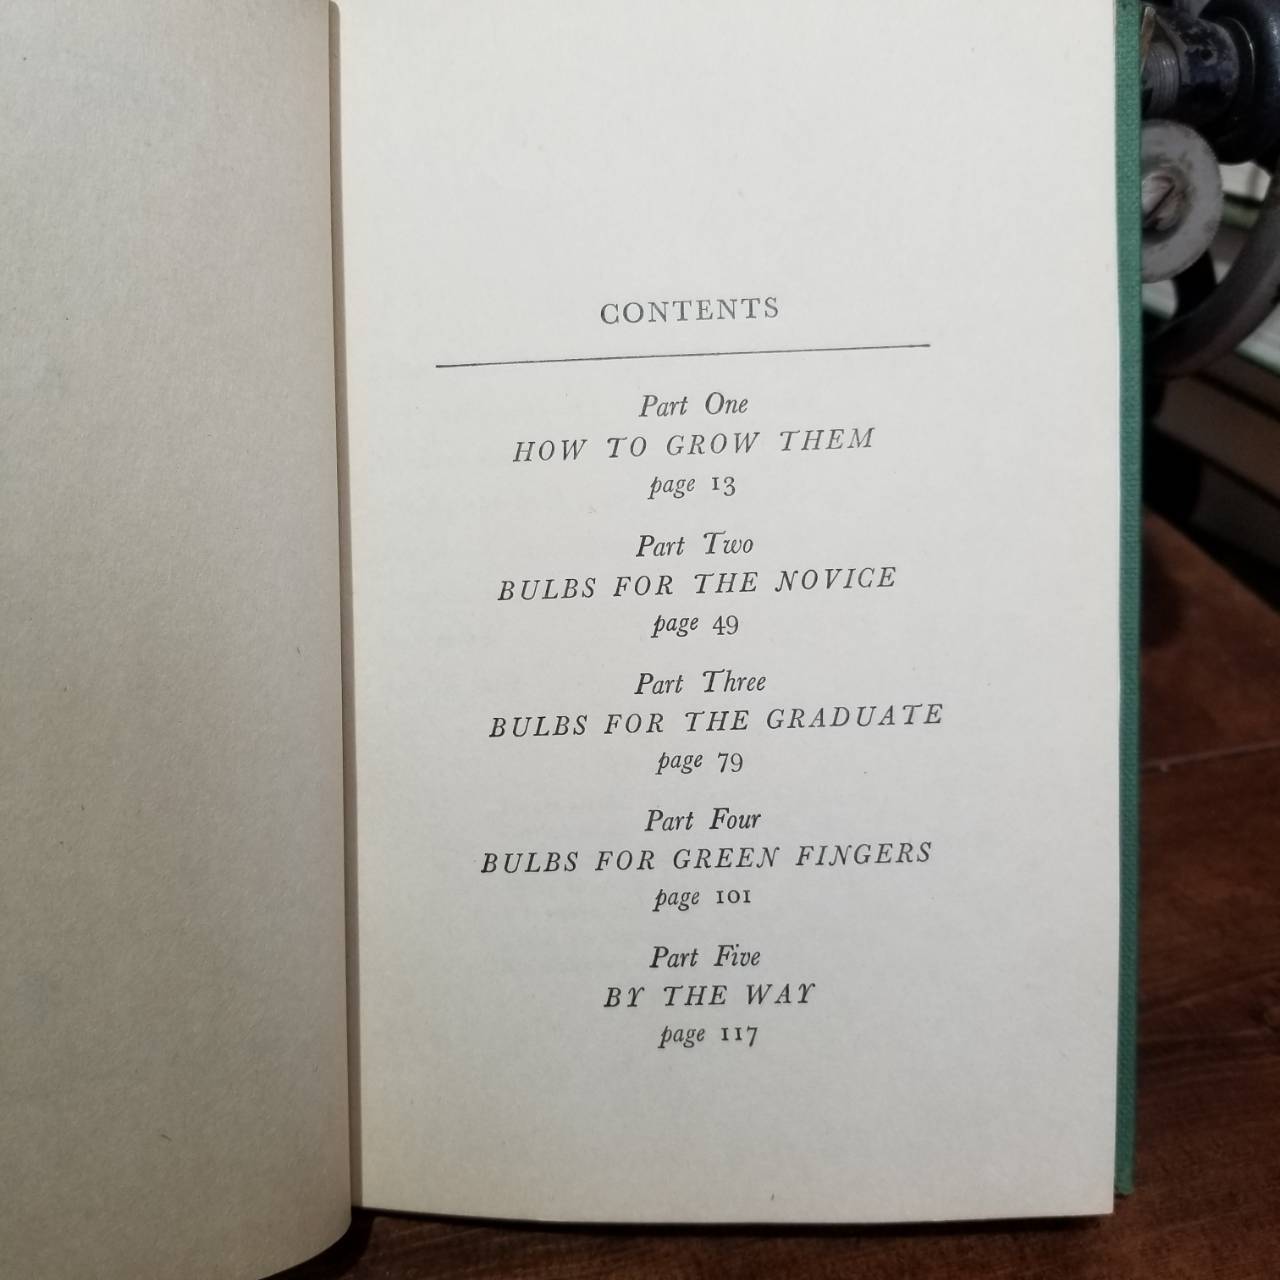 CONTENTS
Part One
HOW TO GROW THEM
page 13
Part Two
BULBS FOR THE NOVICE
page 49
Part Three
BULBS FOR THE GRADUATE
page 79
Part Four
BULBS FOR GREEN FINGERS
page 101
Part Five
BY THE WAY
page 117